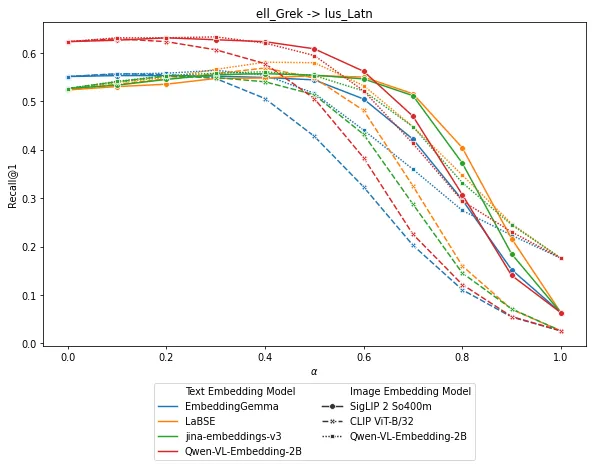 ell_Grek -> lus_Latn
Recall@1
0.6
0.5
0.4
0.3
0.2
0.1
0.0
0.0 0.2 0.4 0.6 0.8 1.0
α
Text Embedding Model
EmbeddingGemma
LaBSE
jina-embeddings-v3
Qwen-VL-Embedding-2B
Image Embedding Model
SigLIP 2 So400m
CLIP ViT-B/32
Qwen-VL-Embedding-2B